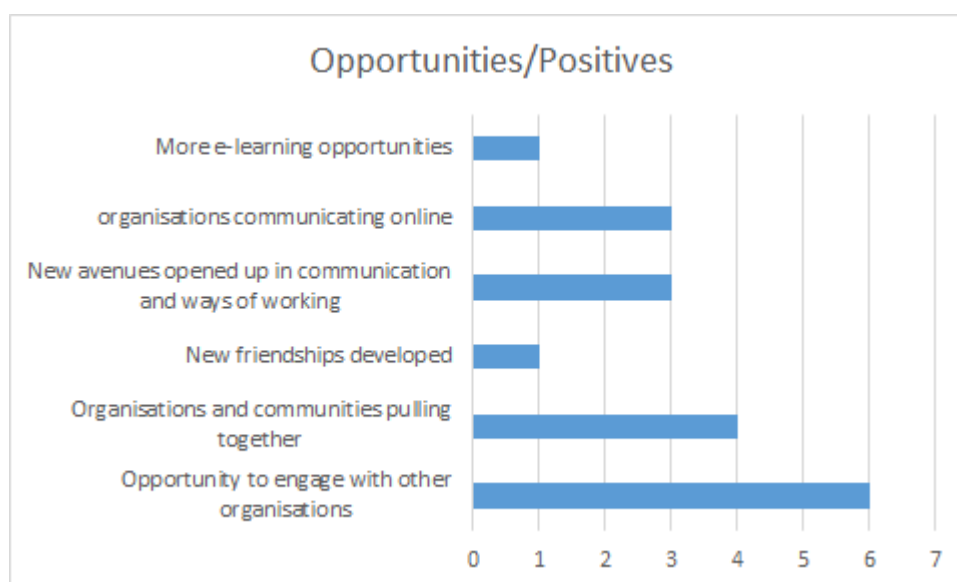 Opportunities/Positives
More e-learning opportunities
organisations communicating online
New avenues opened up in communication
and ways of working
New friendships developed
Organisations and communities pulling
together
Opportunity to engage with other
organisations
0 1 2 3 4 5 6 7